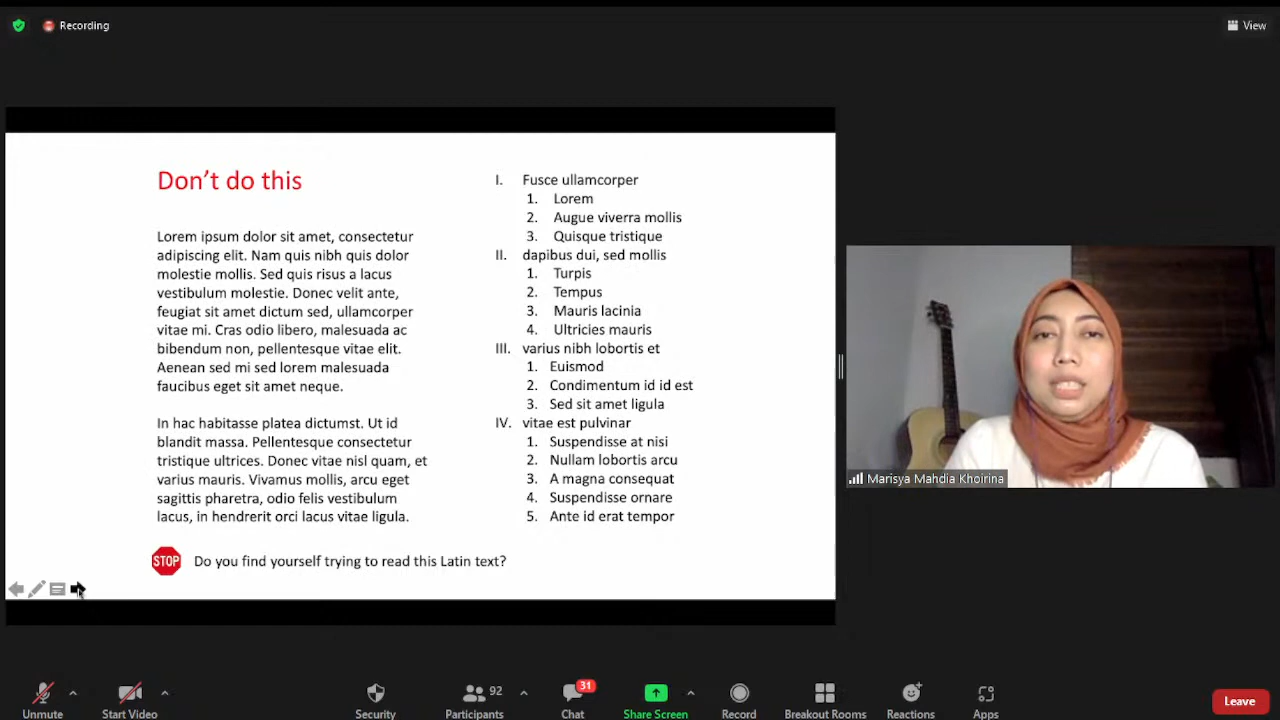 Recording
View
Don't do this
Lorem ipsum dolor sit amet, consectetur
adipiscing elit. Nam quis nibh quis dolor
molestie mollis. Sed quis risus a lacus
vestibulum molestie. Donec velit ante,
feugiat sit amet dictum sed, ullamcorper
vitae mi. Cras odio libero, malesuada ac
bibendum non, pellentesque vitae elit.
Aenean sed mi sed lorem malesuada
faucibus eget sit amet neque.
In hac habitasse platea dictumst. Ut id
blandit massa. Pellentesque consectetur
tristique ultrices. Donec vitae nisl quam, et
varius mauris. Vivamus mollis, arcu eget
sagittis pharetra, odio felis vestibulum
lacus, in hendrerit orci lacus vitae ligula.
I. Fusce ullamcorper
1. Lorem
2. Augue viverra mollis
3. Quisque tristique
II. dapibus dui, sed mollis
1. Turpis
2. Tempus
3. Mauris lacinia
4. Ultricies mauris
III. varius nibh lobortis et
1. Euismod
2. Condimentum id id est
3. Sed sit amet ligula
IV. vitae est pulvinar
1. Suspendisse at nisi
2. Nullam lobortis arcu
3. A magna consequat
4. Suspendisse ornare
5. Ante id erat tempor
STOP Do you find yourself trying to read this Latin text?
Marisya Mahdia Khoirina
92
31
Unmute
Start Video
Security
Participants
Chat
Share Screen
Record
Breakout Rooms
Reactions
Apps
Leave